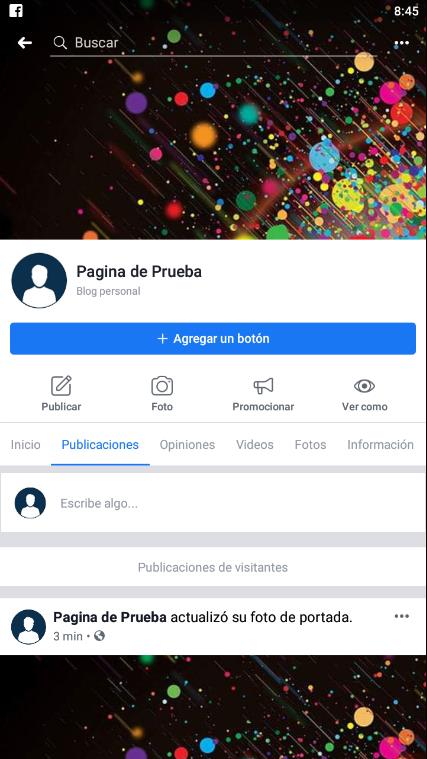 8:45
Buscar
Pagina de Prueba
Blog personal
+ Agregar un botón
Publicar Foto Promocionar Ver como
Inicio Publicaciones Opiniones Videos Fotos Información
Escribe algo...
Publicaciones de visitantes
Pagina de Prueba actualizó su foto de portada.
3 min •